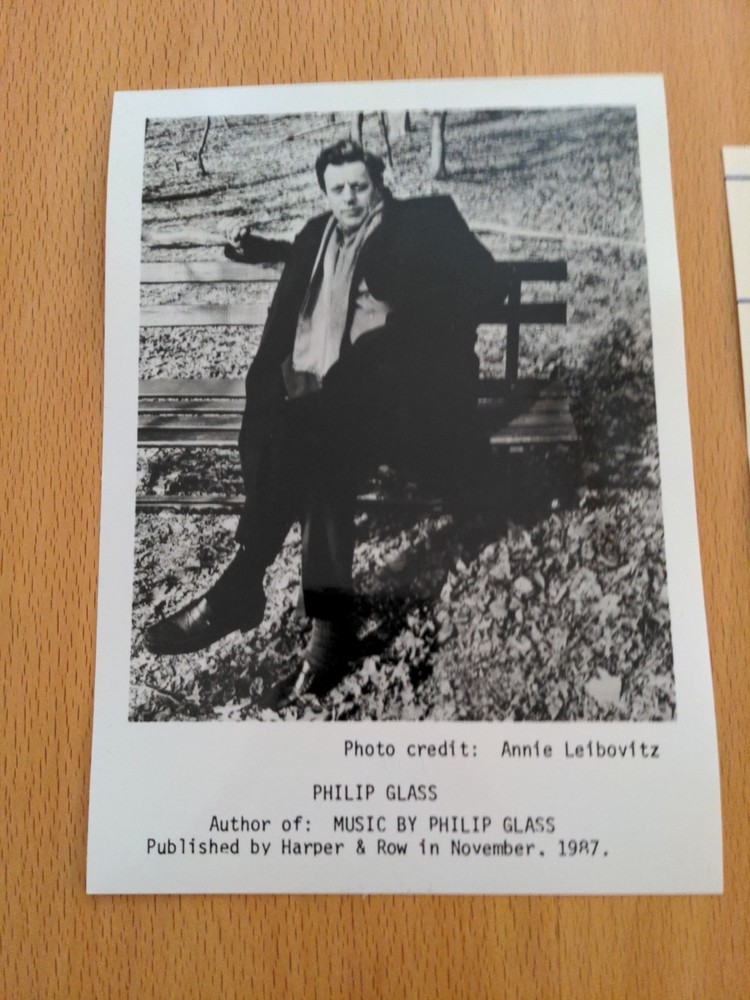 Photo credit:  Annie Leibovitz
PHILIP GLASS
Author of:  MUSIC BY PHILIP GLASS
Published by Harper & Row in November, 1987.